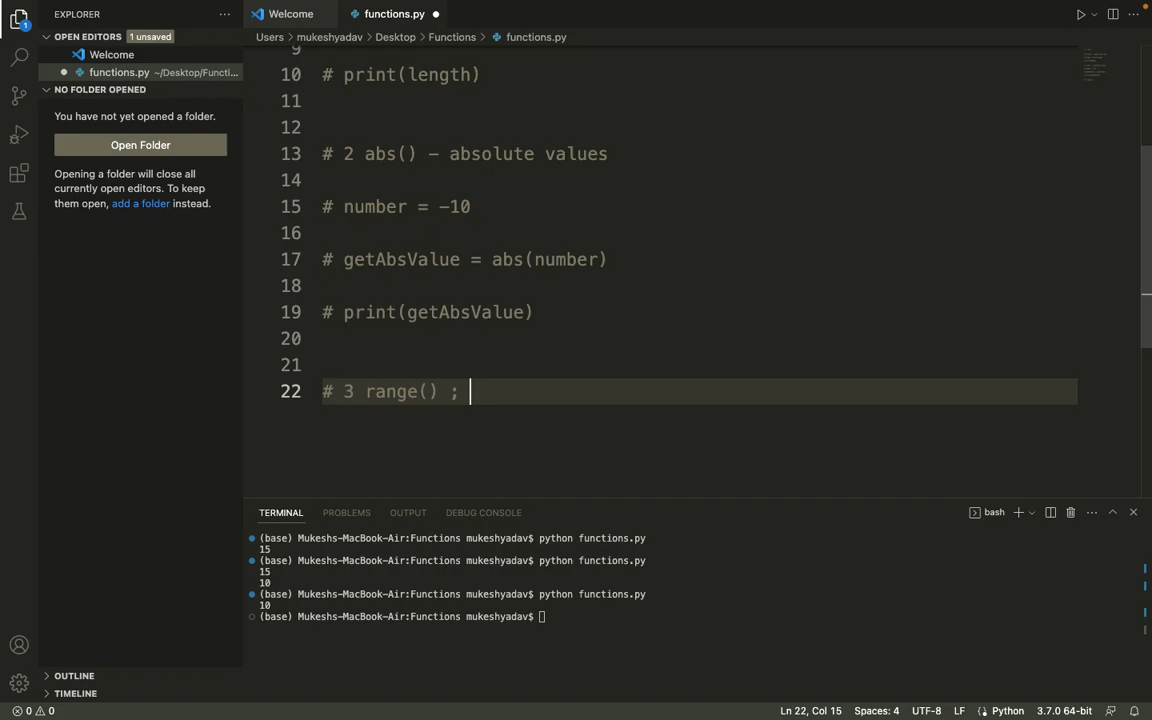 EXPLORER
Welcome
functions.py
OPEN EDITORS 1 unsaved
Users > mukeshyadav > Desktop > Functions > functions.py
Welcome
functions.py ~/Desktop/Functi...
NO FOLDER OPENED
You have not yet opened a folder.
Open Folder
Opening a folder will close all
currently open editors. To keep
them open, add a folder instead.
1
9
10 # print(length)
11
12
13 # 2 abs() - absolute values
14
15 # number = -10
16
17 # getAbsValue = abs(number)
18
19 # print(getAbsValue)
20
21
22 # 3 range() ;
TERMINAL PROBLEMS OUTPUT DEBUG CONSOLE
bash
(base) Mukeshs-MacBook-Air:Functions mukeshyadav$ python functions.py
15
(base) Mukeshs-MacBook-Air:Functions mukeshyadav$ python functions.py
15
10
(base) Mukeshs-MacBook-Air:Functions mukeshyadav$ python functions.py
10
(base) Mukeshs-MacBook-Air:Functions mukeshyadav$
OUTLINE
TIMELINE
0 0
Ln 22, Col 15 Spaces: 4 UTF-8 LF Python 3.7.0 64-bit